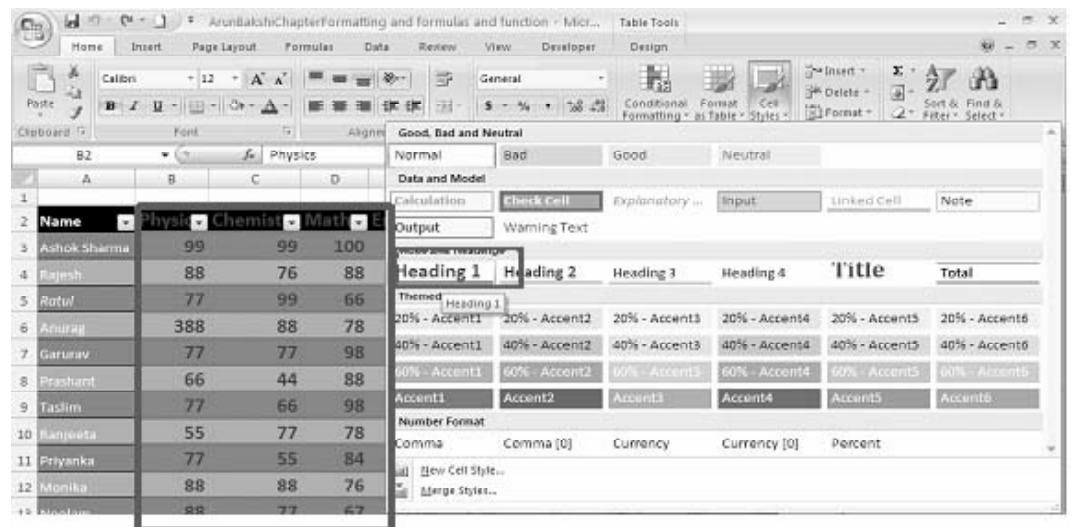 ArunBakshiChapterFormatting and formulas and function - Micr... Table Tools
Home Insert Page Layout Formulas Data Review View Developer Design
Paste Calibri 12 General Conditional Formatting Format as Table Cell Styles Insert Delete Format Sort & Filter Find & Select
Clipboard Font Alignm
B2 fx Physics
A B C D
Good, Bad and Neutral
Normal Bad Good Neutral
Data and Model
Calculation Check Cell Explanatory ... Input Linked Cell Note
Output Warning Text
Heading 1 Heading 2 Heading 3 Heading 4 Title Total
Themed
Heading 1
20% - Accent1 20% - Accent2 20% - Accent3 20% - Accent4 20% - Accent5 20% - Accent6
40% - Accent1 40% - Accent2 40% - Accent3 40% - Accent4 40% - Accent5 40% - Accent6
60% - Accent1 60% - Accent2 60% - Accent3 60% - Accent4 60% - Accent5 60% - Accent6
Accent1 Accent2 Accent3 Accent4 Accent5 Accent6
Number Format
Comma Comma [0] Currency Currency [0] Percent
New Cell Style...
Merge Styles...
1
2 Name Physic Chemist Math E
3 Ashok Sharma 99 99 100
4 Rajesh 88 76 88
5 Ratul 77 99 66
6 Anurag 388 88 78
7 Garurav 77 77 98
8 Prashant 66 44 88
9 Taslim 77 66 98
10 Ranjeeta 55 77 78
11 Priyanka 77 55 84
12 Monika 88 88 76
13 Neelam 88 77 67